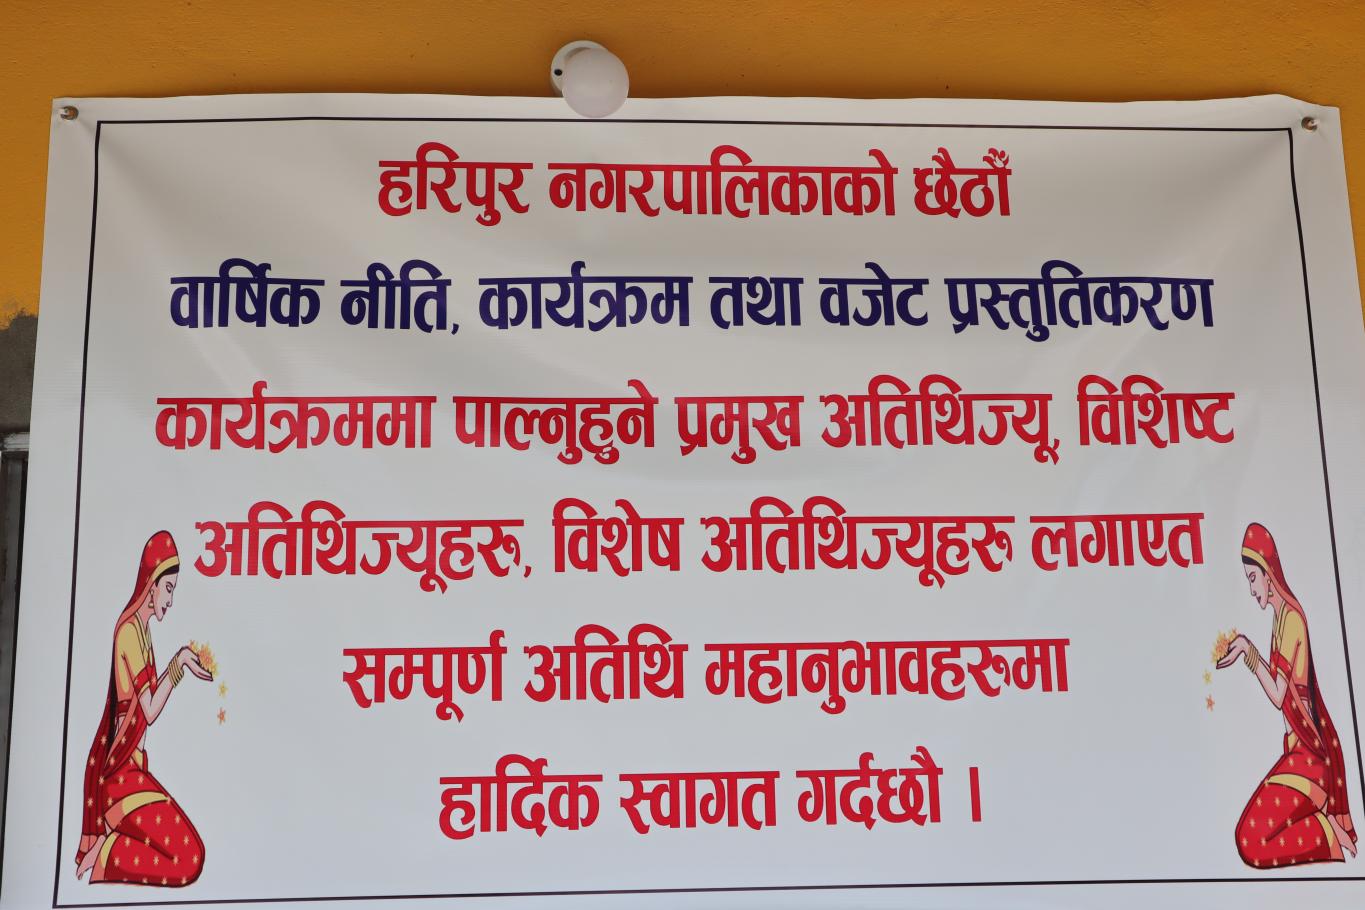 हरिपुर नगरपालिकाको छैठौँ
वार्षिक नीति, कार्यक्रम तथा वजेट प्रस्तुतिकरण
कार्यक्रममा पाल्नुहुने प्रमुख अतिथिज्यू, विशिष्ट
अतिथिज्यूहरू, विशेष अतिथिज्यूहरू लगाएत
सम्पूर्ण अतिथि महानुभावहरूमा
हार्दिक स्वागत गर्दछौ ।